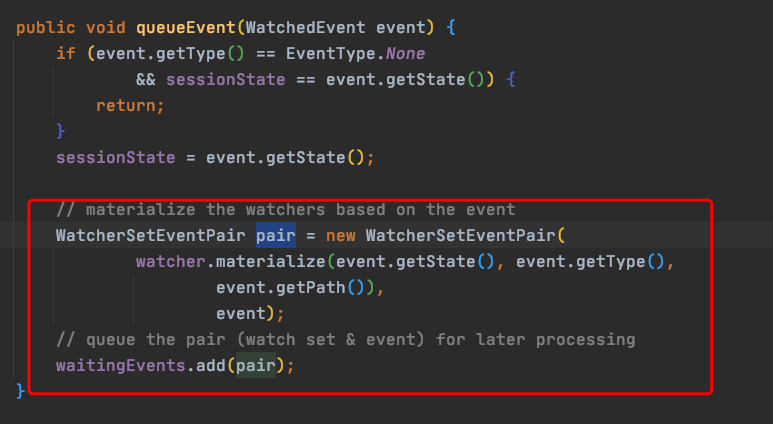 public void queueEvent(WatchedEvent event) {
if (event.getType() == EventType.None
&& sessionState == event.getState()) {
return;
}
sessionState = event.getState();
// materialize the watchers based on the event
WatcherSetEventPair pair = new WatcherSetEventPair(
watcher.materialize(event.getState(), event.getType(),
event.getPath()),
event);
// queue the pair (watch set & event) for later processing
waitingEvents.add(pair);
}